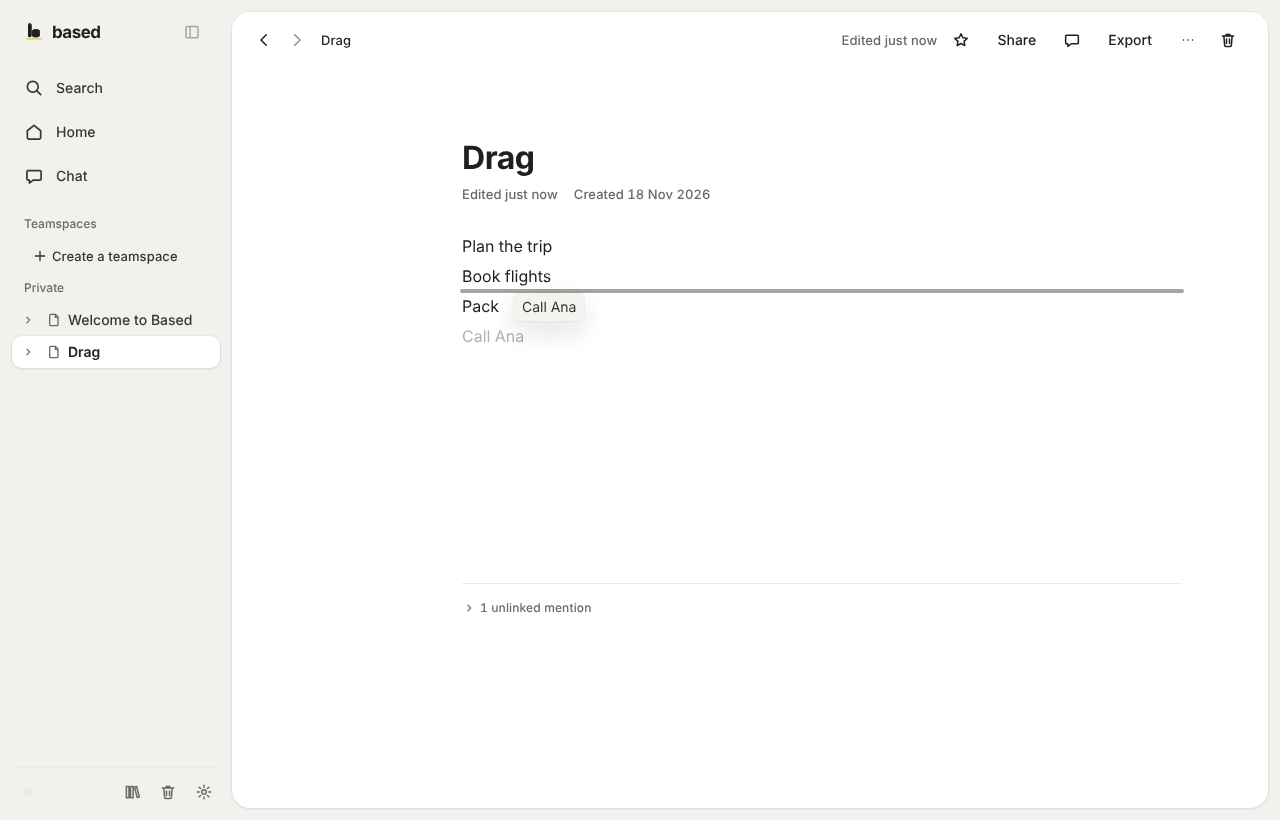 based
Search
Home
Chat
Teamspaces
Create a teamspace
Private
Welcome to Based
Drag
Drag
Edited just now
Share
Export
Drag
Edited just now Created 18 Nov 2026
Plan the trip
Book flights
Pack
Call Ana
Call Ana
1 unlinked mention